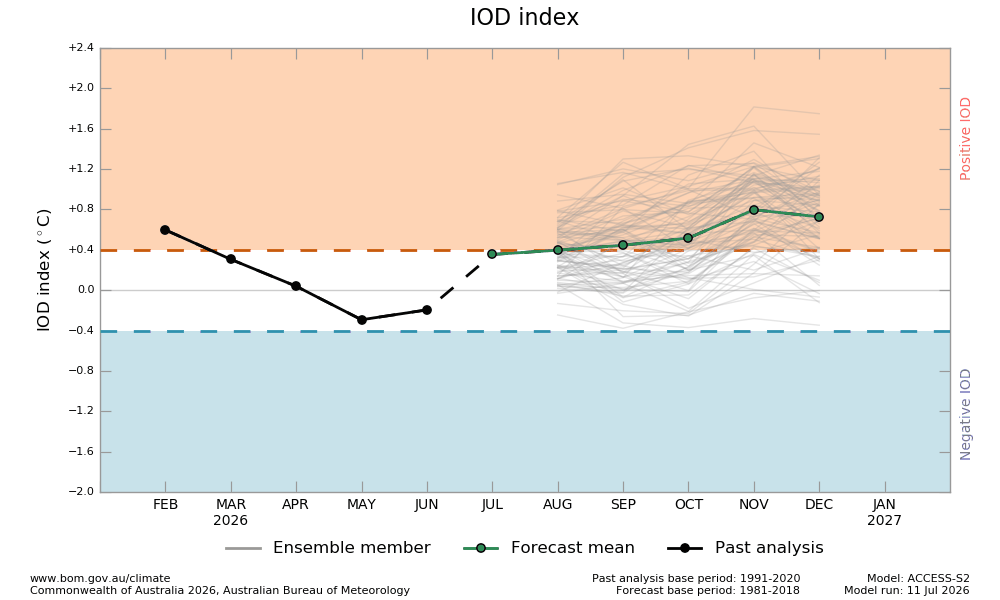 IOD index
+2.4
+2.0
+1.6
+1.2
+0.8
+0.4
0.0
−0.4
−0.8
−1.2
−1.6
−2.0
IOD index ( ° C)
Positive IOD
Negative IOD
FEB MAR APR MAY JUN JUL AUG SEP OCT NOV DEC JAN
2026 2027
Ensemble member Forecast mean Past analysis
www.bom.gov.au/climate
Commonwealth of Australia 2026, Australian Bureau of Meteorology
Past analysis base period: 1991-2020
Forecast base period: 1981-2018
Model: ACCESS-S2
Model run: 11 Jul 2026